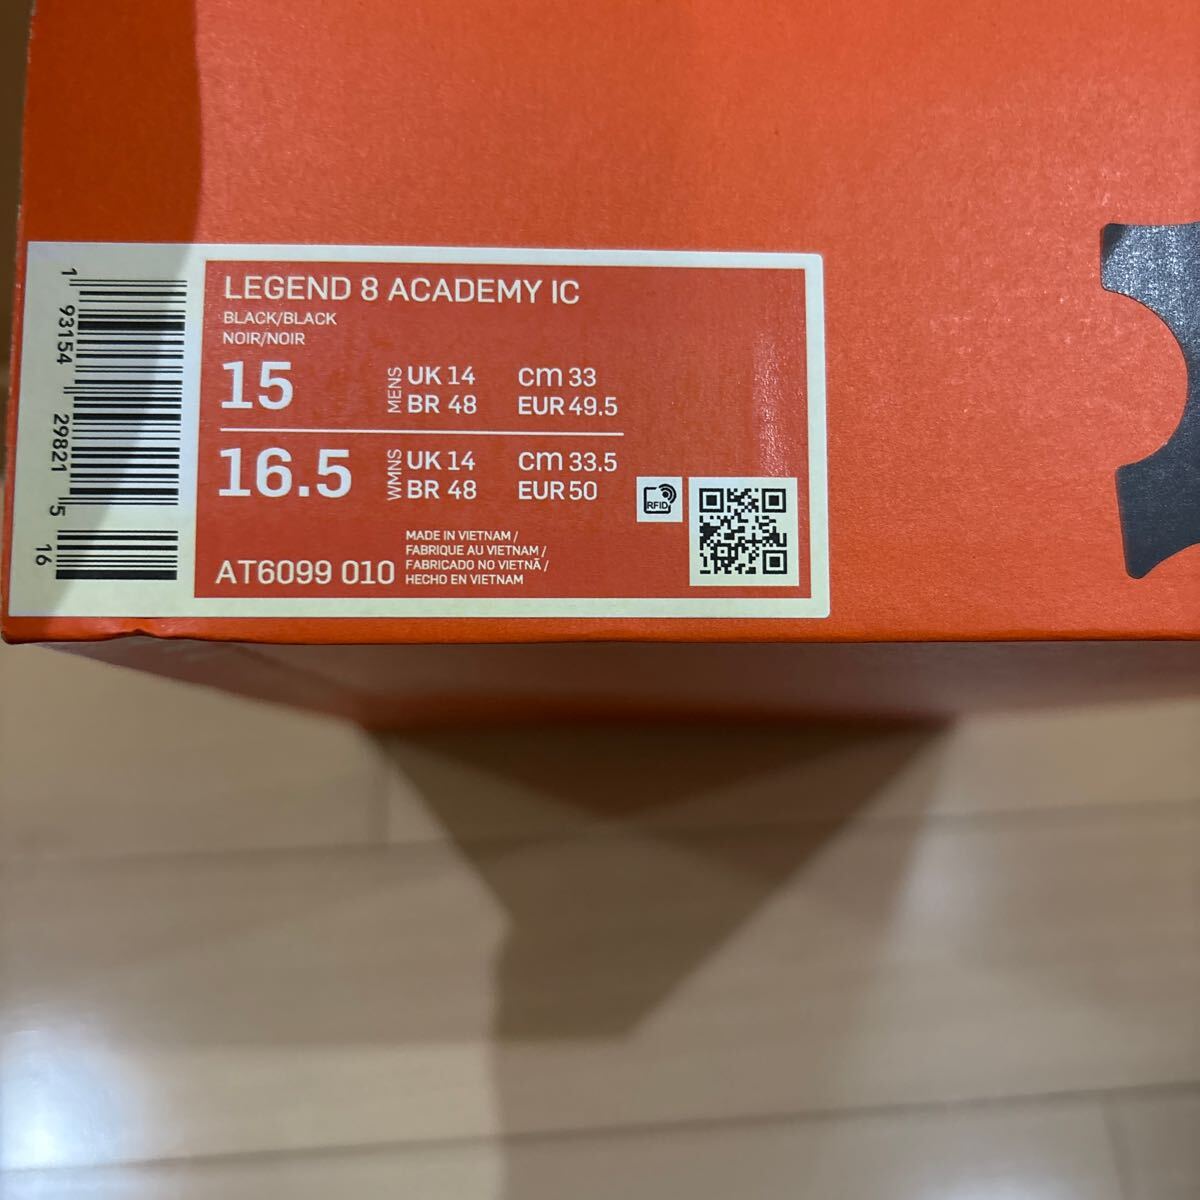 LEGEND 8 ACADEMY IC
BLACK/BLACK
NOIR/NOIR
15 MENS UK 14 cm 33
BR 48 EUR 49.5
16.5 WMNS UK 14 cm 33.5
BR 48 EUR 50
AT6099 010
MADE IN VIETNAM /
FABRIQUE AU VIETNAM /
FABRICADO NO VIETNÃ /
HECHO EN VIETNAM
RFID
1 93154 29821 5 16